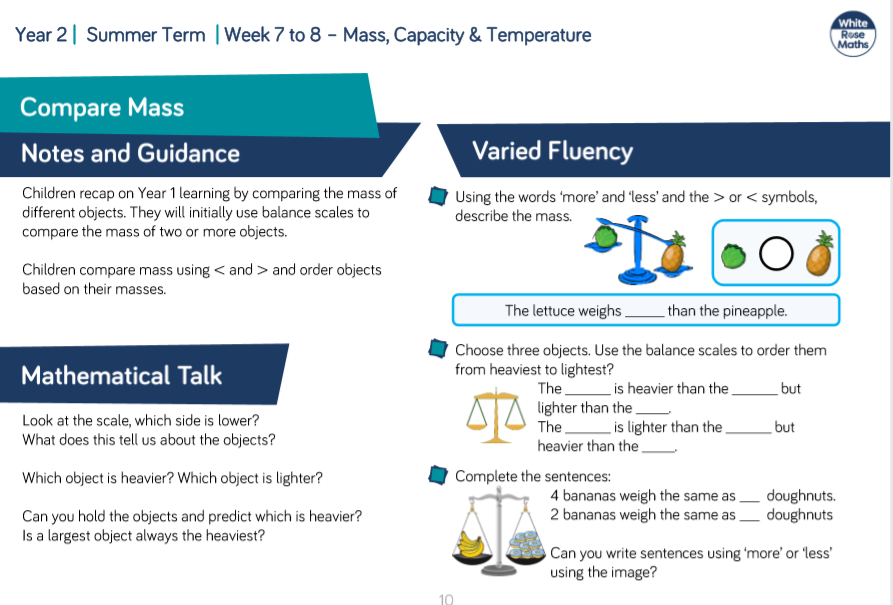 Year 2 | Summer Term | Week 7 to 8 – Mass, Capacity & Temperature
White
Rose
Maths
Compare Mass
Notes and Guidance
Children recap on Year 1 learning by comparing the mass of
different objects. They will initially use balance scales to
compare the mass of two or more objects.
Children compare mass using < and > and order objects
based on their masses.
Mathematical Talk
Look at the scale, which side is lower?
What does this tell us about the objects?
Which object is heavier? Which object is lighter?
Can you hold the objects and predict which is heavier?
Is a largest object always the heaviest?
Varied Fluency
Using the words ‘more’ and ‘less’ and the > or < symbols,
describe the mass.
The lettuce weighs _____ than the pineapple.
Choose three objects. Use the balance scales to order them
from heaviest to lightest?
The ______ is heavier than the ______ but
lighter than the ____.
The ______ is lighter than the ______ but
heavier than the ____.
Complete the sentences:
4 bananas weigh the same as __ doughnuts.
2 bananas weigh the same as __ doughnuts
Can you write sentences using ‘more’ or ‘less’
using the image?
10